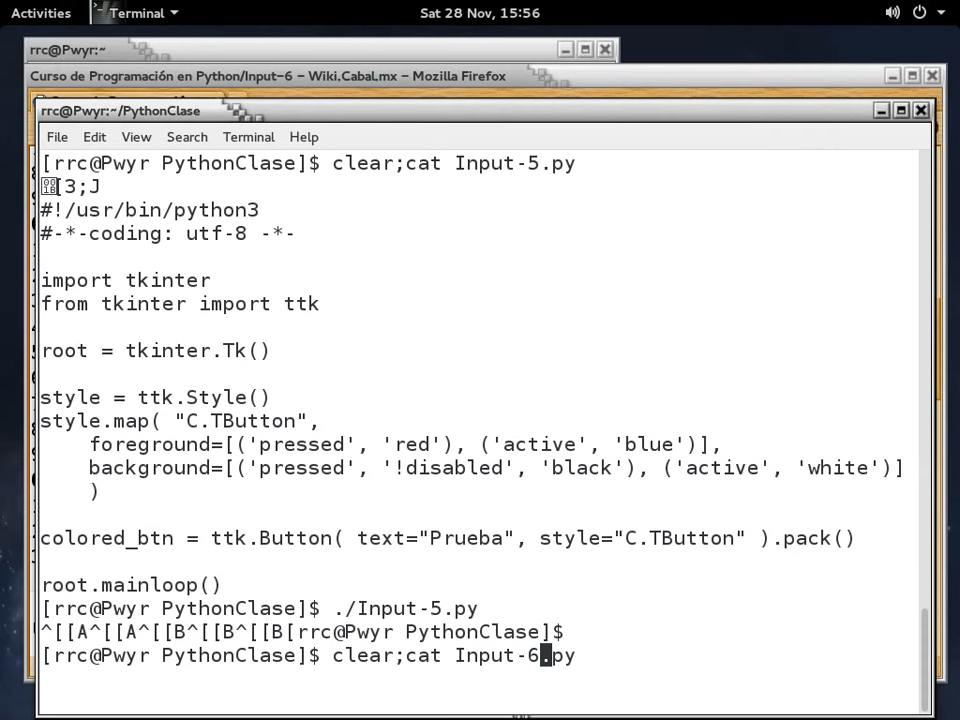 Activities
Terminal
Sat 28 Nov, 15:56
rrc@Pwyr:~
Curso de Programación en Python/Input-6 – Wiki.Cabal.mx – Mozilla Firefox
rrc@Pwyr:~/PythonClase
File Edit View Search Terminal Help
[rrc@Pwyr PythonClase]$ clear;cat Input-5.py
[3;J
#!/usr/bin/python3
#-*-coding: utf-8 -*-
import tkinter
from tkinter import ttk
root = tkinter.Tk()
style = ttk.Style()
style.map( "C.TButton",
    foreground=[('pressed', 'red'), ('active', 'blue')],
    background=[('pressed', '!disabled', 'black'), ('active', 'white')]
    )
colored_btn = ttk.Button( text="Prueba", style="C.TButton" ).pack()
root.mainloop()
[rrc@Pwyr PythonClase]$ ./Input-5.py
^[[A^[[A^[[B^[[B^[[B[rrc@Pwyr PythonClase]$
[rrc@Pwyr PythonClase]$ clear;cat Input-6.py